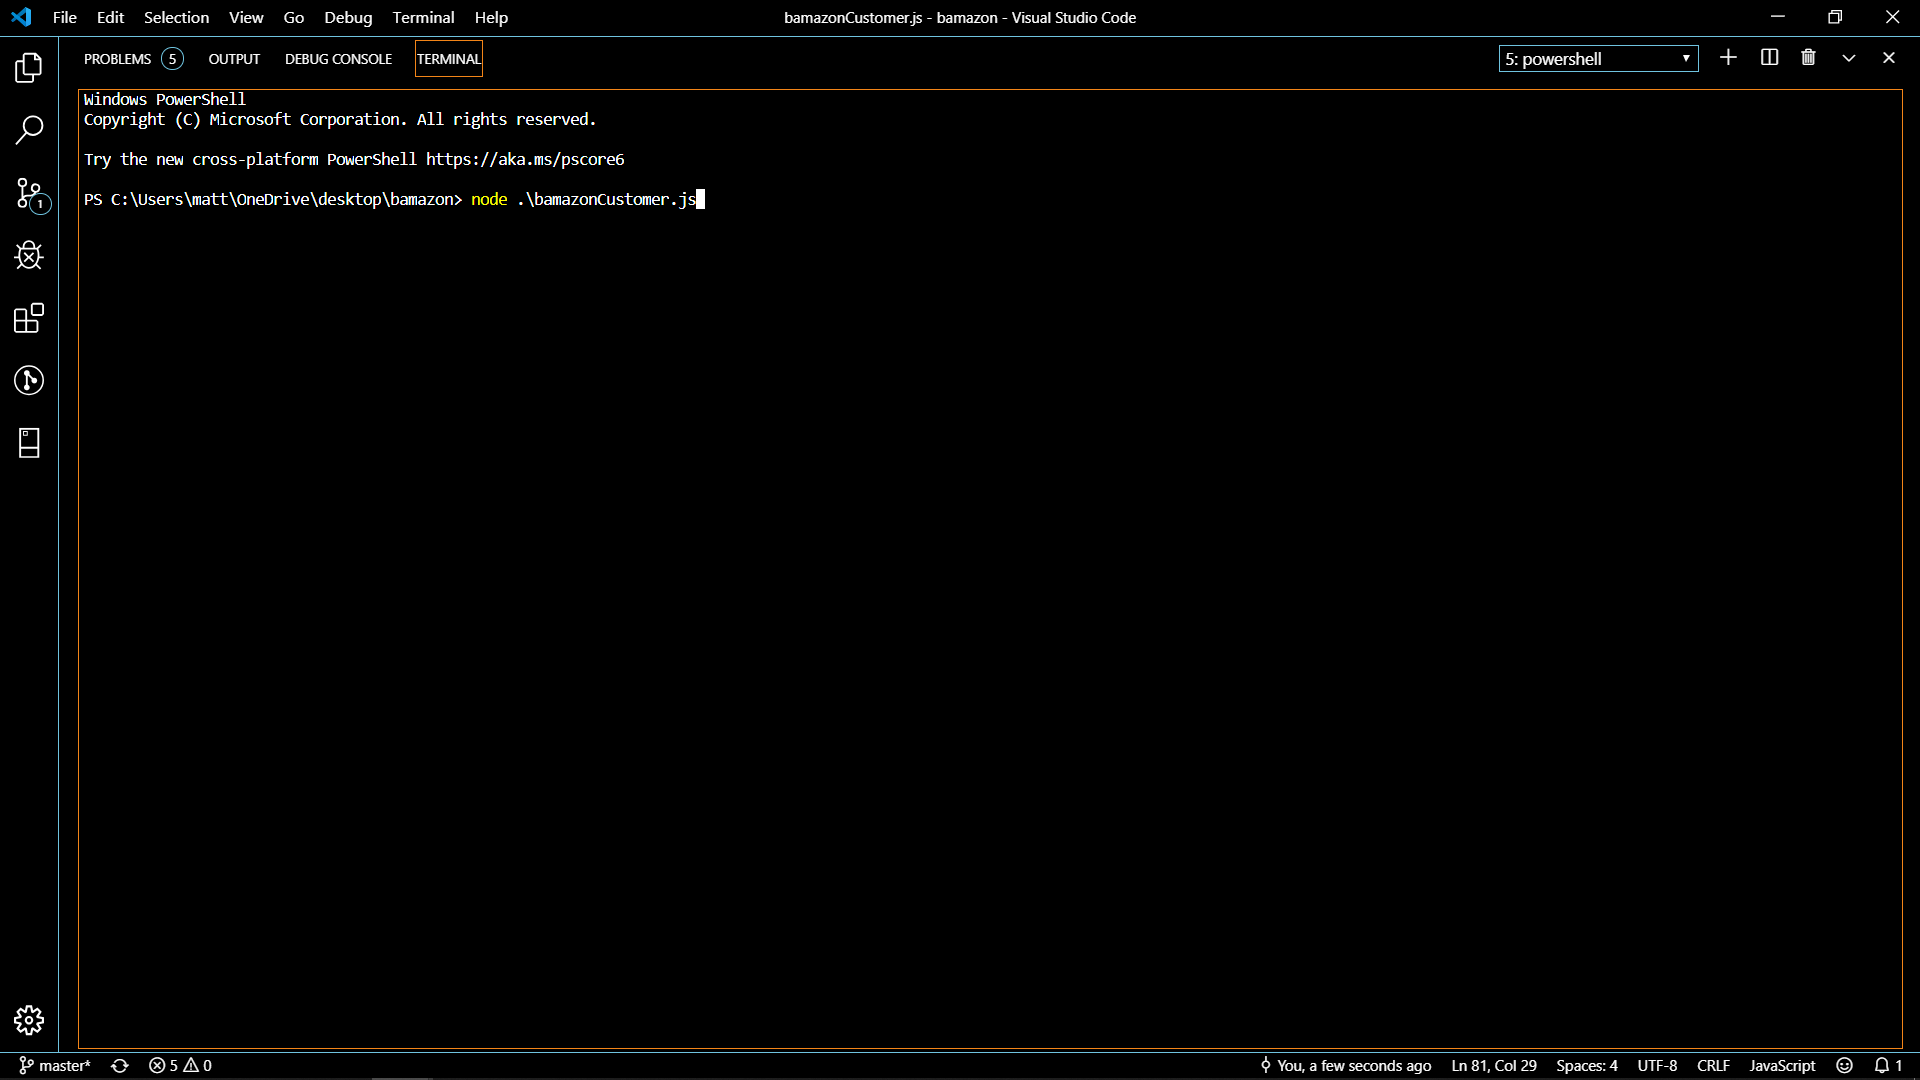 File Edit Selection View Go Debug Terminal Help bamazonCustomer.js - bamazon - Visual Studio Code
PROBLEMS 5 OUTPUT DEBUG CONSOLE TERMINAL 5: powershell
Windows PowerShell
Copyright (C) Microsoft Corporation. All rights reserved.
Try the new cross-platform PowerShell https://aka.ms/pscore6
PS C:\Users\matt\OneDrive\desktop\bamazon> node .\bamazonCustomer.js
1
master* 5 0 You, a few seconds ago Ln 81, Col 29 Spaces: 4 UTF-8 CRLF JavaScript 1